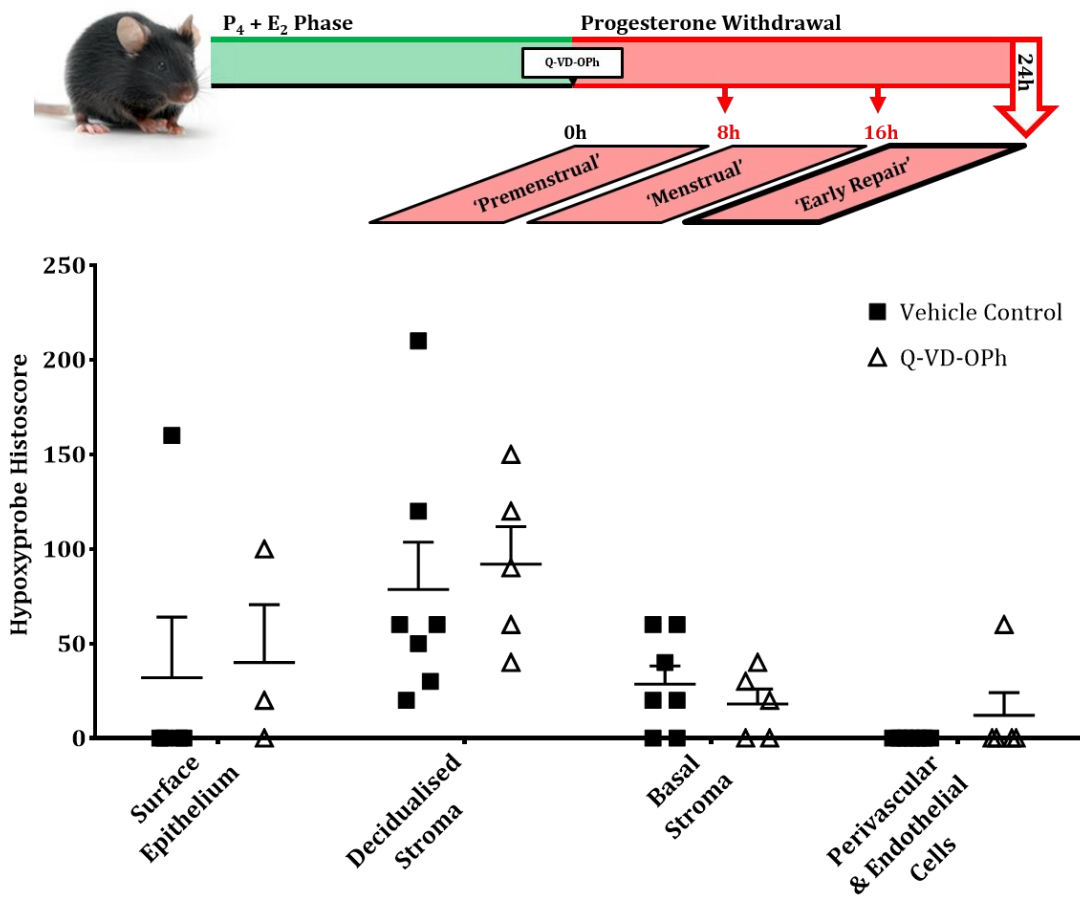 P₄ + E₂ Phase
Progesterone Withdrawal
Q-VD-OPh
24h
0h
8h
16h
‘Premenstrual’
‘Menstrual’
‘Early Repair’
Hypoxyprobe Histoscore
250
200
150
100
50
0
Vehicle Control
Q-VD-OPh
Surface
Epithelium
Decidualised
Stroma
Basal
Stroma
Perivascular
& Endothelial
Cells